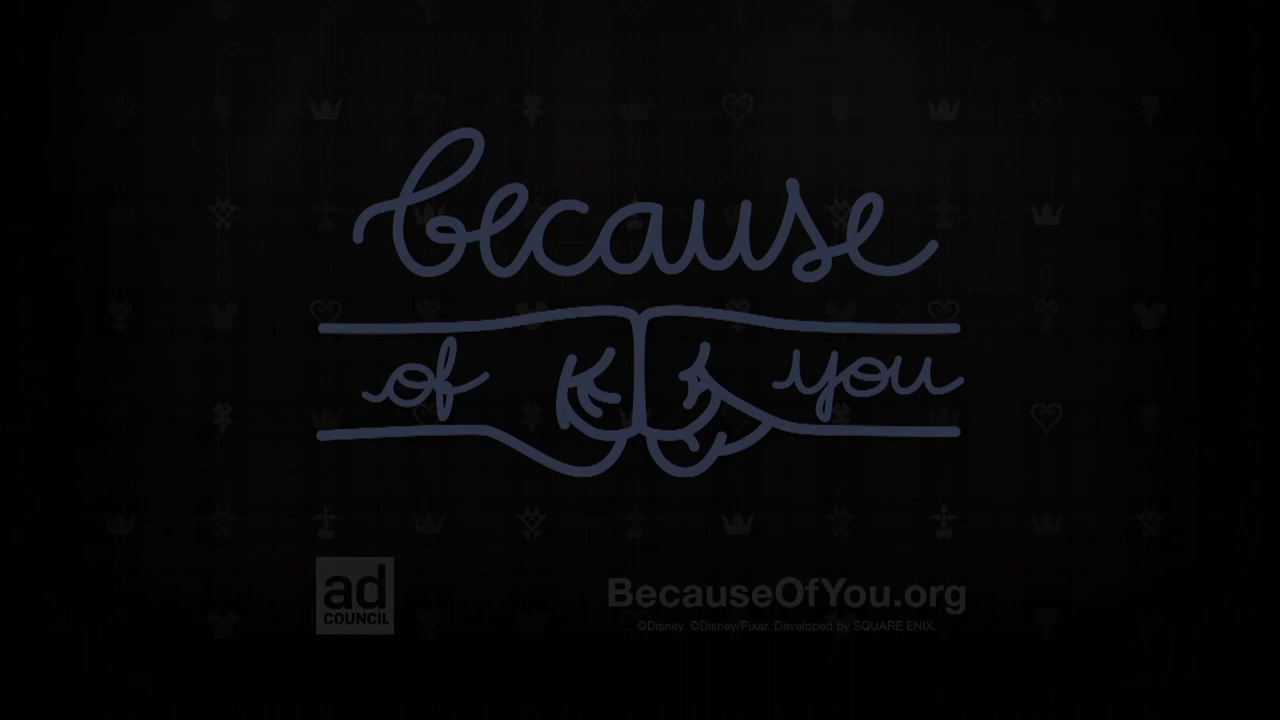 because
of you
ad
COUNCIL
BecauseOfYou.org
©Disney. ©Disney/Pixar. Developed by SQUARE ENIX.